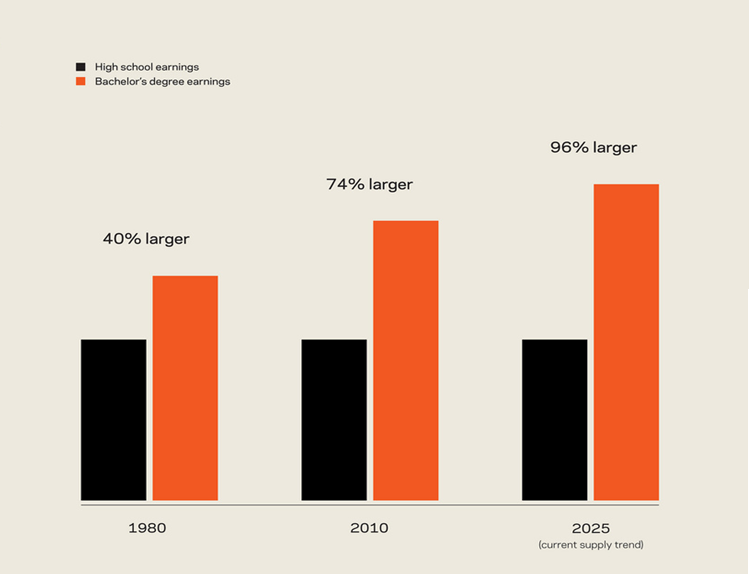 High school earnings
Bachelor's degree earnings
96% larger
74% larger
40% larger
1980
2010
2025
(current supply trend)